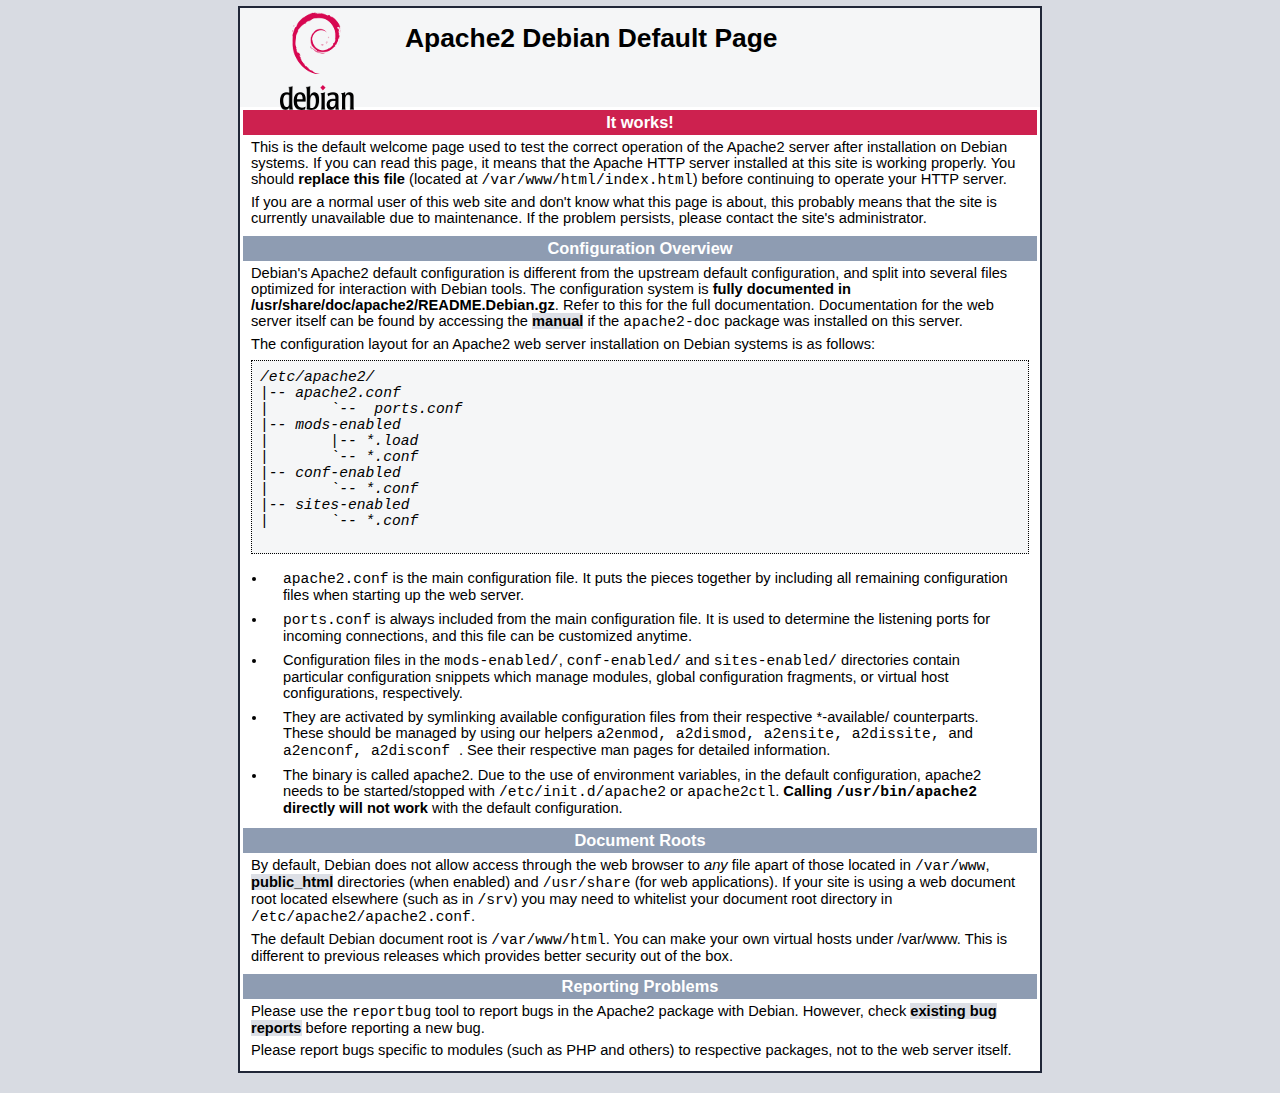 debian
Apache2 Debian Default Page
It works!
This is the default welcome page used to test the correct operation of the Apache2 server after installation on Debian
systems. If you can read this page, it means that the Apache HTTP server installed at this site is working properly. You
should replace this file (located at /var/www/html/index.html) before continuing to operate your HTTP server.
If you are a normal user of this web site and don't know what this page is about, this probably means that the site is
currently unavailable due to maintenance. If the problem persists, please contact the site's administrator.
Configuration Overview
Debian's Apache2 default configuration is different from the upstream default configuration, and split into several files
optimized for interaction with Debian tools. The configuration system is fully documented in
/usr/share/doc/apache2/README.Debian.gz. Refer to this for the full documentation. Documentation for the web
server itself can be found by accessing the manual if the apache2-doc package was installed on this server.
The configuration layout for an Apache2 web server installation on Debian systems is as follows:
/etc/apache2/
|-- apache2.conf
|       `--  ports.conf
|-- mods-enabled
|       |-- *.load
|       `-- *.conf
|-- conf-enabled
|       `-- *.conf
|-- sites-enabled
|       `-- *.conf
• apache2.conf is the main configuration file. It puts the pieces together by including all remaining configuration
files when starting up the web server.
• ports.conf is always included from the main configuration file. It is used to determine the listening ports for
incoming connections, and this file can be customized anytime.
• Configuration files in the mods-enabled/, conf-enabled/ and sites-enabled/ directories contain
particular configuration snippets which manage modules, global configuration fragments, or virtual host
configurations, respectively.
• They are activated by symlinking available configuration files from their respective *-available/ counterparts.
These should be managed by using our helpers a2enmod, a2dismod, a2ensite, a2dissite, and
a2enconf, a2disconf . See their respective man pages for detailed information.
• The binary is called apache2. Due to the use of environment variables, in the default configuration, apache2
needs to be started/stopped with /etc/init.d/apache2 or apache2ctl. Calling /usr/bin/apache2
directly will not work with the default configuration.
Document Roots
By default, Debian does not allow access through the web browser to any file apart of those located in /var/www,
public_html directories (when enabled) and /usr/share (for web applications). If your site is using a web document
root located elsewhere (such as in /srv) you may need to whitelist your document root directory in
/etc/apache2/apache2.conf.
The default Debian document root is /var/www/html. You can make your own virtual hosts under /var/www. This is
different to previous releases which provides better security out of the box.
Reporting Problems
Please use the reportbug tool to report bugs in the Apache2 package with Debian. However, check existing bug
reports before reporting a new bug.
Please report bugs specific to modules (such as PHP and others) to respective packages, not to the web server itself.